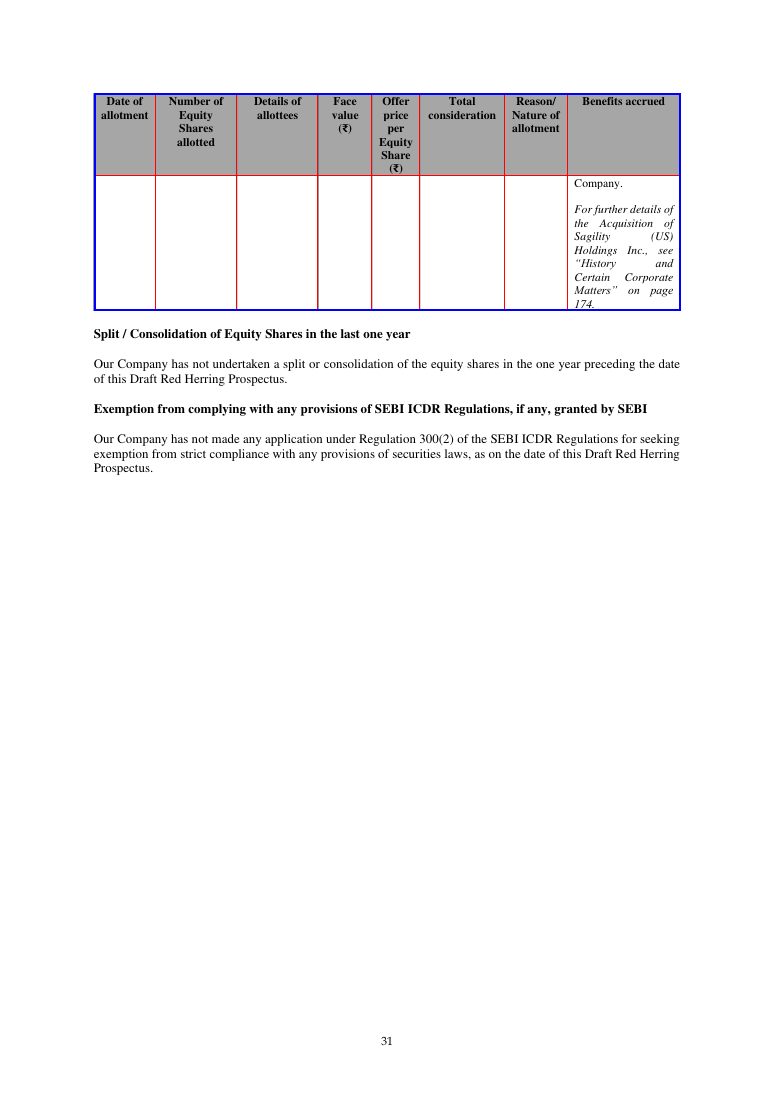 Date of allotment Number of Equity Shares allotted Details of allottees Face value (₹) Offer price per Equity Share (₹) Total consideration Reason/ Nature of allotment Benefits accrued
Company.
For further details of
the Acquisition of
Sagility (US)
Holdings Inc., see
“History and
Certain Corporate
Matters” on page
174.
Split / Consolidation of Equity Shares in the last one year
Our Company has not undertaken a split or consolidation of the equity shares in the one year preceding the date
of this Draft Red Herring Prospectus.
Exemption from complying with any provisions of SEBI ICDR Regulations, if any, granted by SEBI
Our Company has not made any application under Regulation 300(2) of the SEBI ICDR Regulations for seeking
exemption from strict compliance with any provisions of securities laws, as on the date of this Draft Red Herring
Prospectus.
31